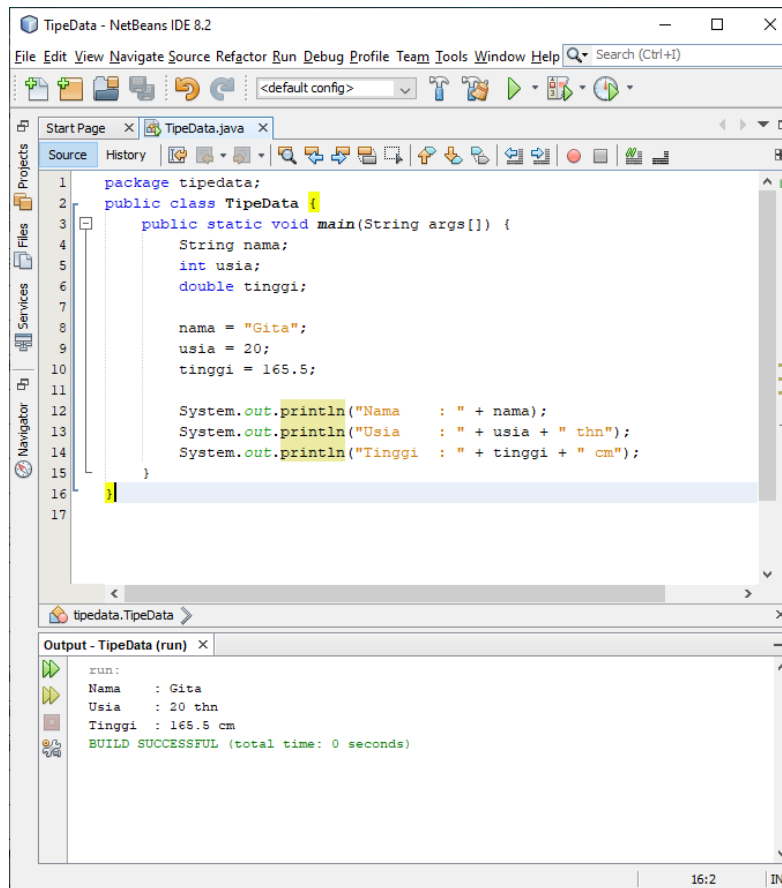 TipeData - NetBeans IDE 8.2
File Edit View Navigate Source Refactor Run Debug Profile Team Tools Window Help Search (Ctrl+I)
<default config>
Start Page TipeData.java
Source History
Projects
Files
Services
Navigator
1 package tipedata;
2 public class TipeData {
3     public static void main(String args[]) {
4         String nama;
5         int usia;
6         double tinggi;
7
8         nama = "Gita";
9         usia = 20;
10         tinggi = 165.5;
11
12         System.out.println("Nama    : " + nama);
13         System.out.println("Usia    : " + usia + " thn");
14         System.out.println("Tinggi  : " + tinggi + " cm");
15     }
16 }
17
tipedata.TipeData
Output - TipeData (run)
run:
Nama    : Gita
Usia    : 20 thn
Tinggi  : 165.5 cm
BUILD SUCCESSFUL (total time: 0 seconds)
16:2